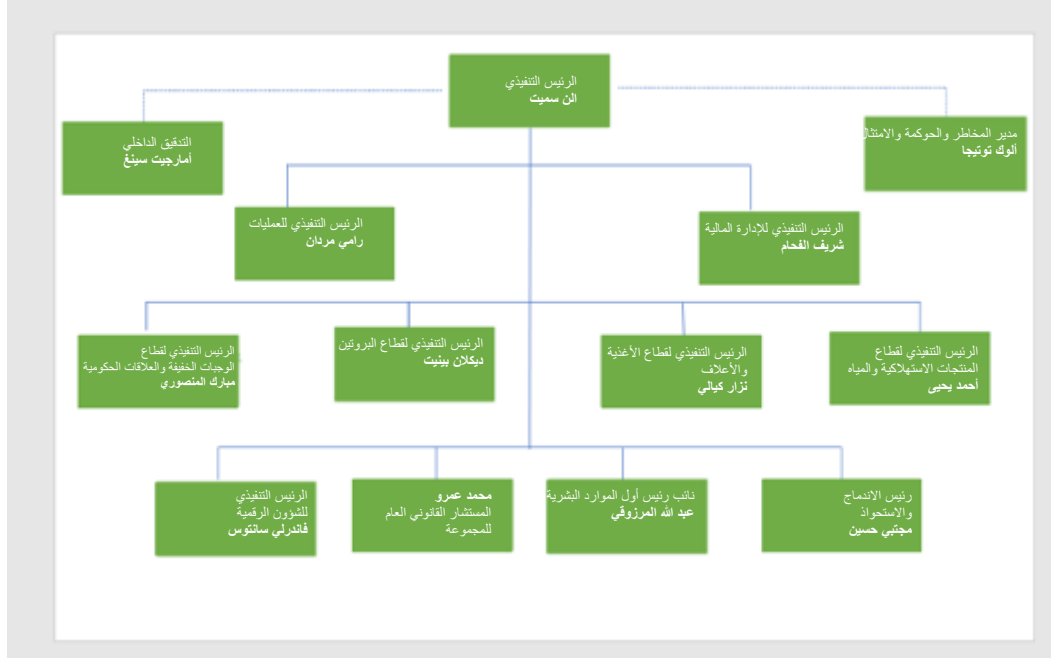 الرئيس التنفيذي
الن سميت
مدير المخاطر والحوكمة والامتثال
ألوك توتيجا
التدقيق الداخلي
أمارجيت سينغ
الرئيس التنفيذي للإدارة المالية
شريف الفحام
الرئيس التنفيذي للعمليات
رامي مردان
الرئيس التنفيذي لقطاع
المنتجات الاستهلاكية والمياه
أحمد يحيى
الرئيس التنفيذي لقطاع الأغذية
والأعلاف
نزار كيالي
الرئيس التنفيذي لقطاع البروتين
ديكلان بينيت
الرئيس التنفيذي لقطاع
الوجبات الخفيفة والعلاقات الحكومية
مبارك المنصوري
رئيس الاندماج
والاستحواذ
مجتبي حسين
نائب رئيس أول الموارد البشرية
عبد الله المرزوقي
محمد عمرو
المستشار القانوني العام
للمجموعة
الرئيس التنفيذي
للشؤون الرقمية
فاندرلي سانتوس